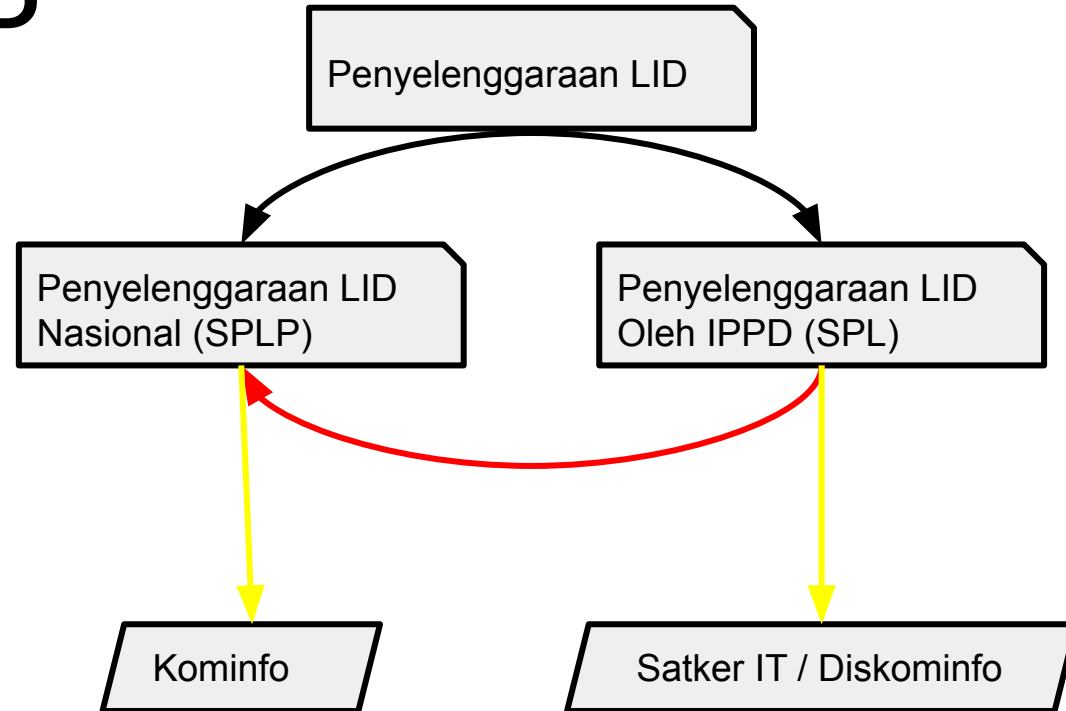 Penyelenggaraan LID
Penyelenggaraan LID
Nasional (SPLP)
Penyelenggaraan LID
Oleh IPPD (SPL)
Kominfo
Satker IT / Diskominfo